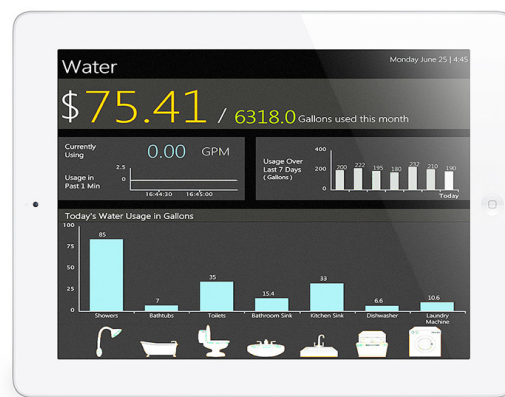 Water
Monday June 25 | 4:45
$75.41 / 6318.0 Gallons used this month
Currently Using
0.00 GPM
Usage in Past 1 Min
2.5
0
16:44:30 16:45:00
Usage Over Last 7 Days
( Gallons )
400
200
0
200 222 195 180 232 210 190
Today
Today's Water Usage in Gallons
100
75
50
25
0
85 7 35 15.4 33 6.6 10.6
Showers Bathtubs Toilets Bathroom Sink Kitchen Sink Dishwasher Laundry Machine